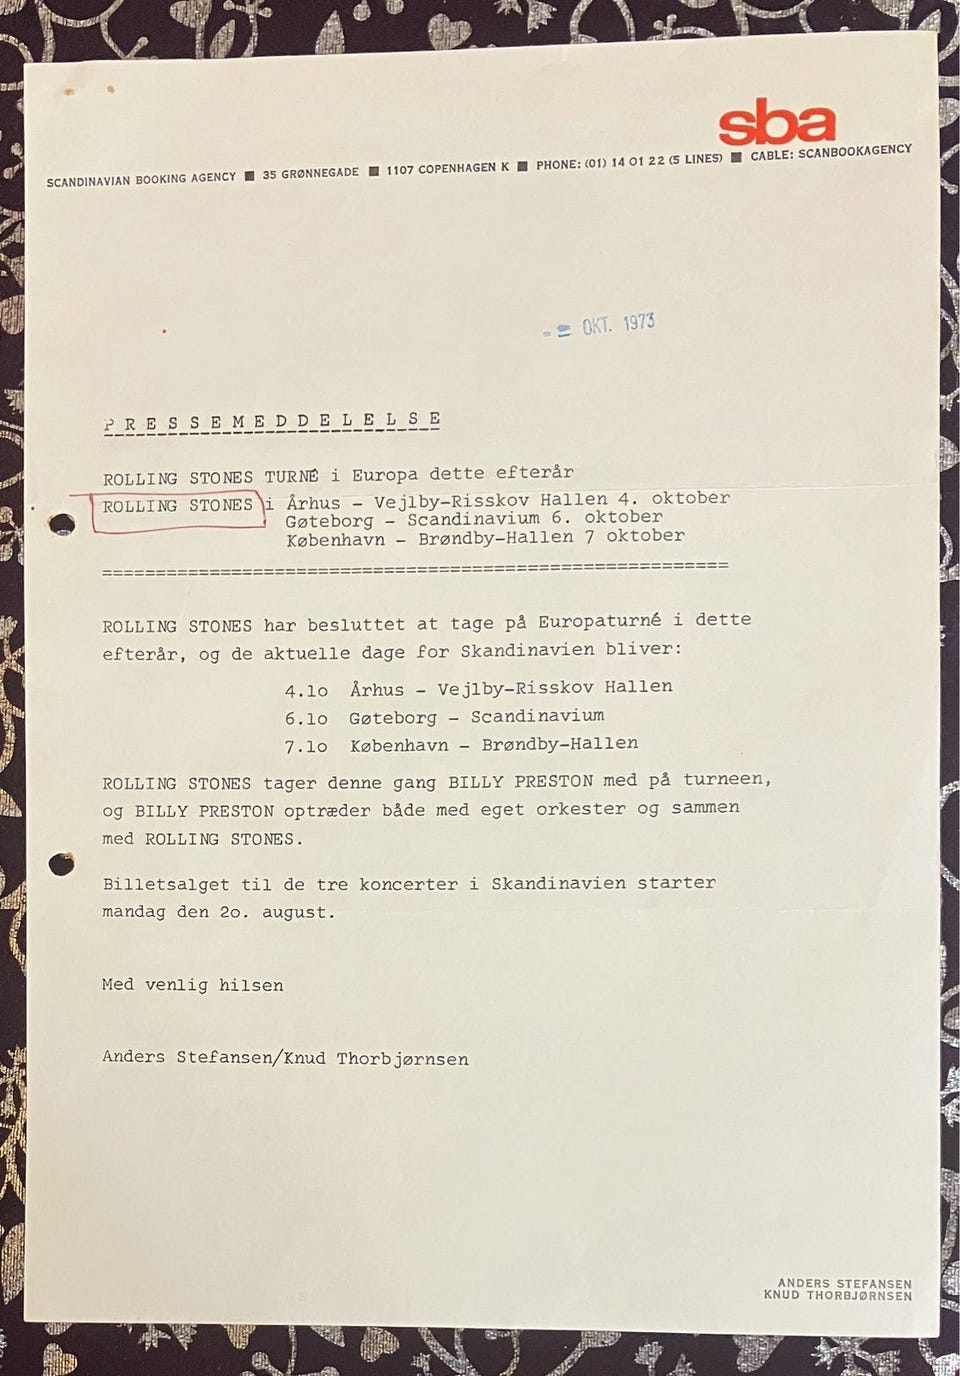 sba
SCANDINAVIAN BOOKING AGENCY ■ 35 GRØNNEGADE ■ 1107 COPENHAGEN K ■ PHONE: (01) 14 01 22 (5 LINES) ■ CABLE: SCANBOOKAGENCY
OKT. 1973
P R E S S E M E D D E L E L S E
ROLLING STONES TURNÉ i Europa dette efterår
ROLLING STONES i Århus - Vejlby-Risskov Hallen 4. oktober
Gøteborg - Scandinavium 6. oktober
København - Brøndby-Hallen 7 oktober
ROLLING STONES har besluttet at tage på Europaturné i dette
efterår, og de aktuelle dage for Skandinavien bliver:
4.lo Århus - Vejlby-Risskov Hallen
6.lo Gøteborg - Scandinavium
7.lo København - Brøndby-Hallen
ROLLING STONES tager denne gang BILLY PRESTON med på turneen,
og BILLY PRESTON optræder både med eget orkester og sammen
med ROLLING STONES.
Billetsalget til de tre koncerter i Skandinavien starter
mandag den 2o. august.
Med venlig hilsen
Anders Stefansen/Knud Thorbjørnsen
ANDERS STEFANSEN
KNUD THORBJØRNSEN